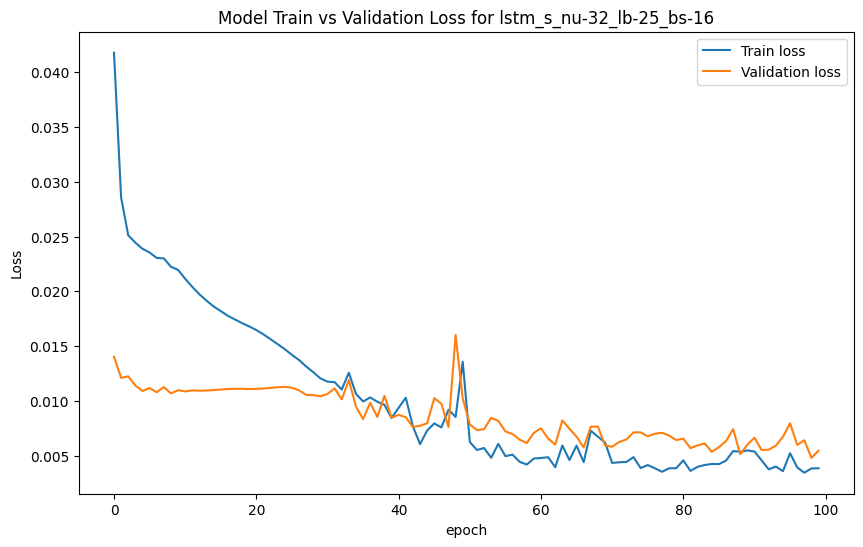 Model Train vs Validation Loss for lstm_s_nu-32_lb-25_bs-16
Train loss
Validation loss
Loss
0.040
0.035
0.030
0.025
0.020
0.015
0.010
0.005
0
20
40
60
80
100
epoch